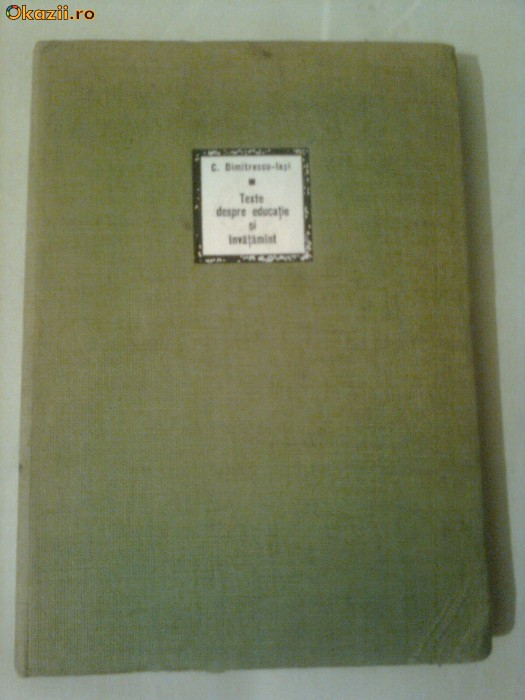 Okazii.ro
C. Dimitrescu-Iași
Texte
despre educație
și
învățămînt